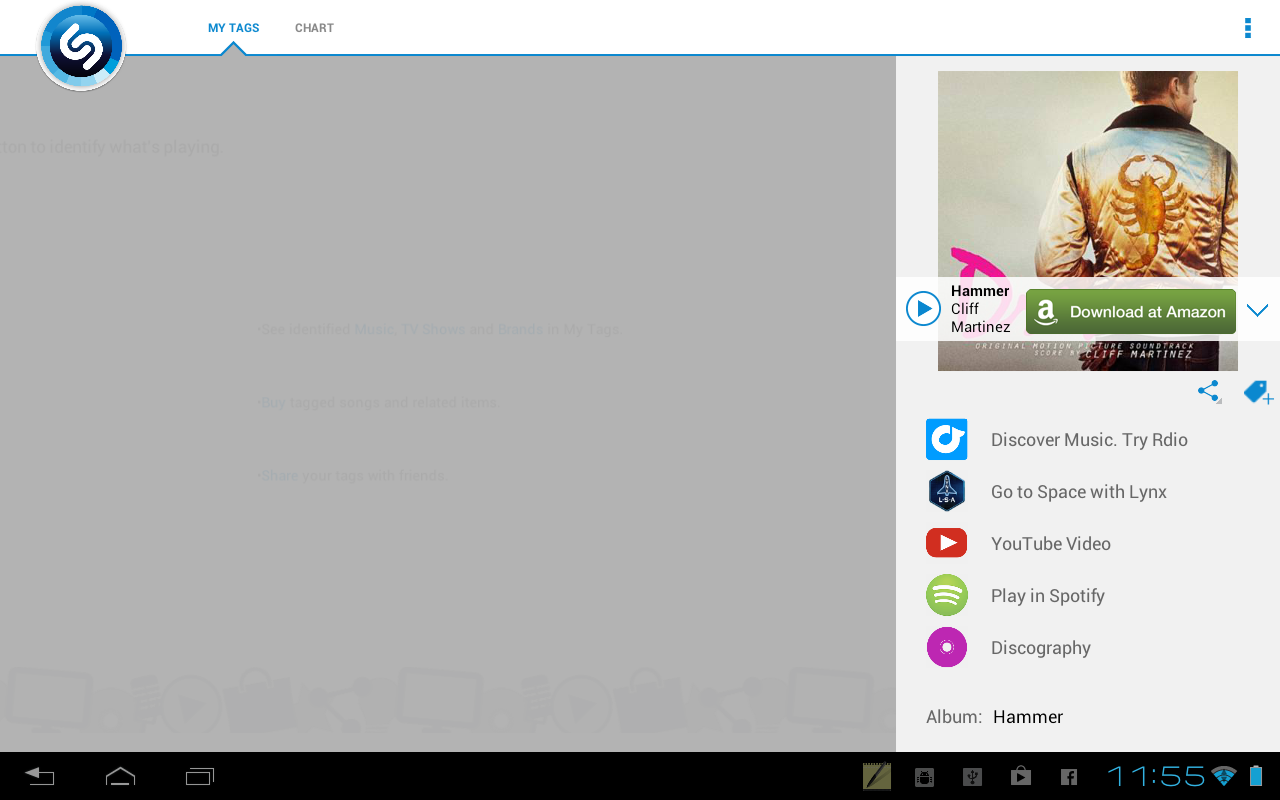 MY TAGS CHART
ton to identify what's playing.
•See identified Music, TV Shows and Brands in My Tags.
•Buy tagged songs and related items
•Share your tags with friends
Hammer
Cliff
Martinez
Download at Amazon
ORIGINAL MOTION PICTURE SOUNDTRACK
SCORE BY CLIFF MARTINEZ
Discover Music. Try Rdio
L·S·A
Go to Space with Lynx
YouTube Video
Play in Spotify
Discography
Album: Hammer
11:55